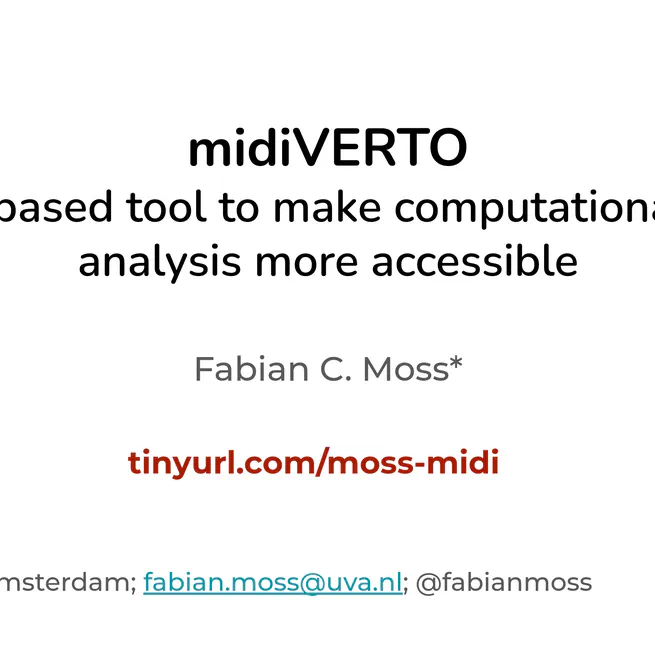 midiVERTO
based tool to make computationa
analysis more accessible
Fabian C. Moss*
tinyurl.com/moss-midi
msterdam; fabian.moss@uva.nl; @fabianmoss